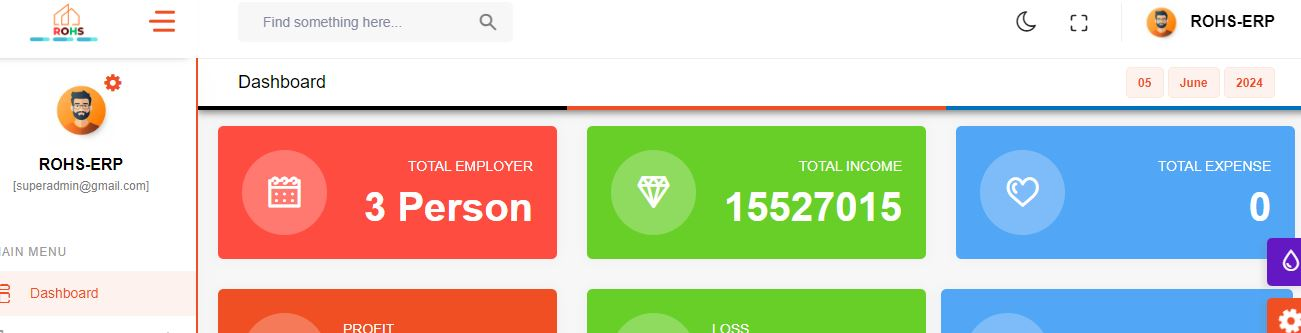 ROHS
Find something here...
ROHS-ERP
Dashboard
05 June 2024
ROHS-ERP
[superadmin@gmail.com]
MAIN MENU
Dashboard
TOTAL EMPLOYER
3 Person
TOTAL INCOME
15527015
TOTAL EXPENSE
0
PROFIT
LOSS